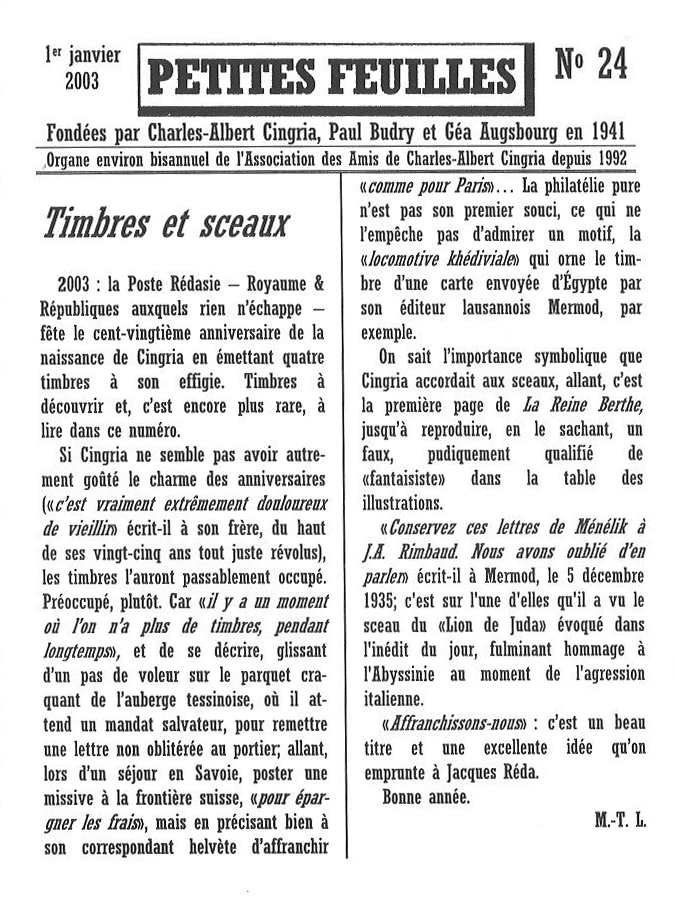 1er janvier
2003
PETITES FEUILLES
No 24
Fondées par Charles-Albert Cingria, Paul Budry et Géa Augsbourg en 1941
Organe environ bisannuel de l'Association des Amis de Charles-Albert Cingria depuis 1992
Timbres et sceaux
2003 : la Poste Rédasie – Royaume &
Républiques auxquels rien n'échappe –
fête le cent-vingtième anniversaire de la
naissance de Cingria en émettant quatre
timbres à son effigie. Timbres à
découvrir et, c'est encore plus rare, à
lire dans ce numéro.
Si Cingria ne semble pas avoir autre-
ment goûté le charme des anniversaires
(«c'est vraiment extrêmement douloureux
de vieillir» écrit-il à son frère, du haut
de ses vingt-cinq ans tout juste révolus),
les timbres l'auront passablement occupé.
Préoccupé, plutôt. Car «il y a un moment
où l'on n'a plus de timbres, pendant
longtemps», et de se décrire, glissant
d'un pas de voleur sur le parquet cra-
quant de l'auberge tessinoise, où il at-
tend un mandat salvateur, pour remettre
une lettre non oblitérée au portier; allant,
lors d'un séjour en Savoie, poster une
missive à la frontière suisse, «pour épar-
gner les frais», mais en précisant bien à
son correspondant helvète d'affranchir
«comme pour Paris»... La philatélie pure
n'est pas son premier souci, ce qui ne
l'empêche pas d'admirer un motif, la
«locomotive khédiviale» qui orne le tim-
bre d'une carte envoyée d'Égypte par
son éditeur lausannois Mermod, par
exemple.
On sait l'importance symbolique que
Cingria accordait aux sceaux, allant, c'est
la première page de La Reine Berthe,
jusqu'à reproduire, en le sachant, un
faux, pudiquement qualifié de
«fantaisiste» dans la table des
illustrations.
«Conservez ces lettres de Ménélik à
J.A. Rimbaud. Nous avons oublié d'en
parler» écrit-il à Mermod, le 5 décembre
1935; c'est sur l'une d'elles qu'il a vu le
sceau du «Lion de Juda» évoqué dans
l'inédit du jour, fulminant hommage à
l'Abyssinie au moment de l'agression
italienne.
«Affranchissons-nous» : c'est un beau
titre et une excellente idée qu'on
emprunte à Jacques Réda.
Bonne année.
M.-T. L.